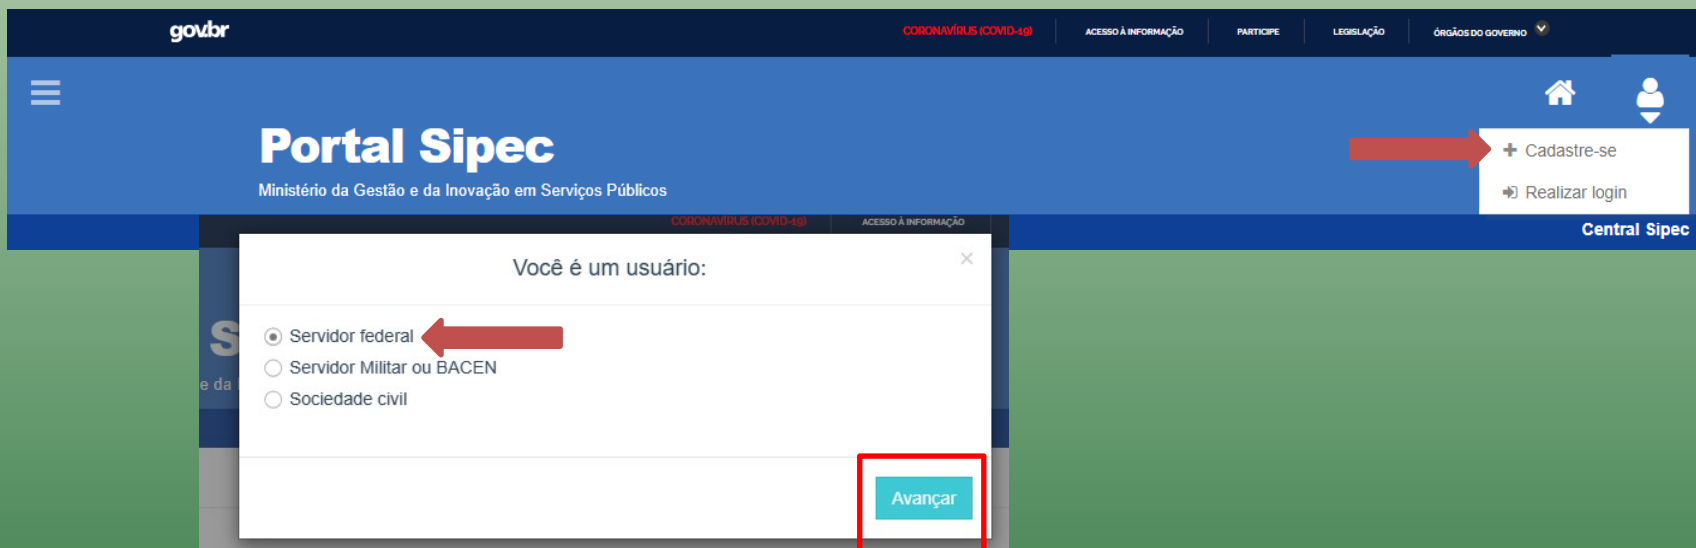 gov.br CORONAVÍRUS (COVID-19) ACESSO À INFORMAÇÃO PARTICIPE LEGISLAÇÃO ÓRGÃOS DO GOVERNO
Portal Sipec
Ministério da Gestão e da Inovação em Serviços Públicos
Cadastre-se
Realizar login
Central Sipec
CORONAVÍRUS (COVID-19) ACESSO À INFORMAÇÃO
Você é um usuário: ×
S
e da
Servidor federal
Servidor Militar ou BACEN
Sociedade civil
Avançar